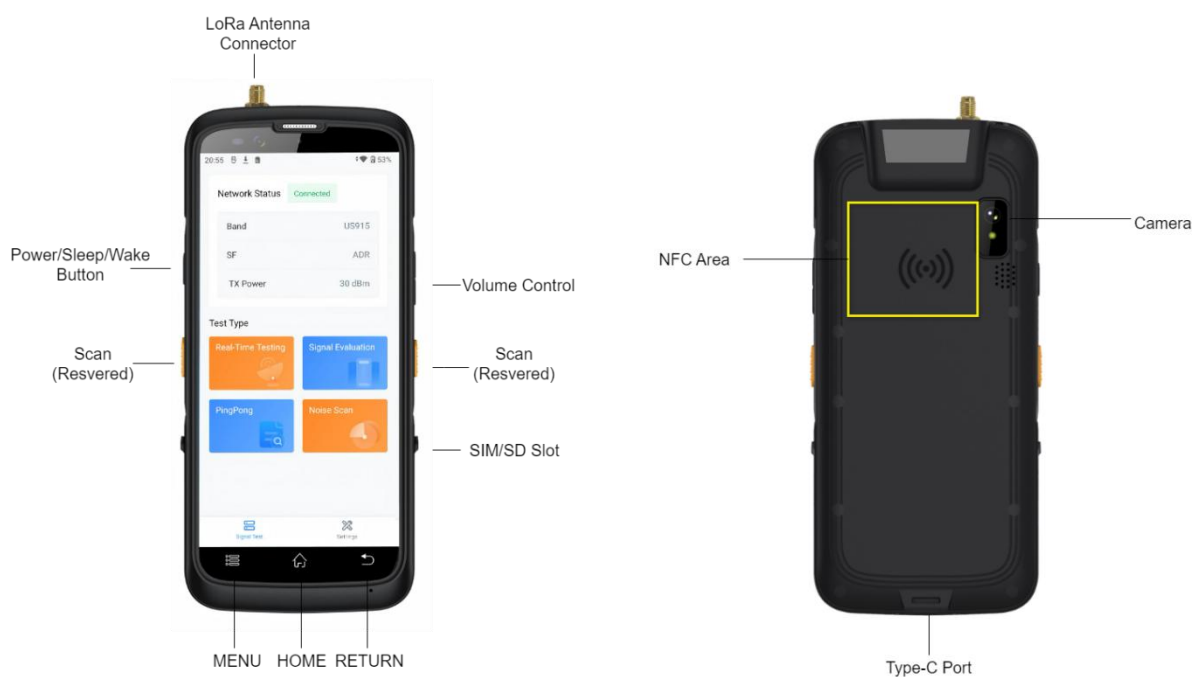 LoRa Antenna
Connector
20:55
53%
Network Status Connected
Band US915
SF ADR
TX Power 30 dBm
Test Type
Real-Time Testing Signal Evaluation
PingPong Noise Scan
Signal Test Settings
Power/Sleep/Wake
Button
Volume Control
Scan
(Resvered)
Scan
(Resvered)
SIM/SD Slot
MENU HOME RETURN
NFC Area
Camera
Type-C Port